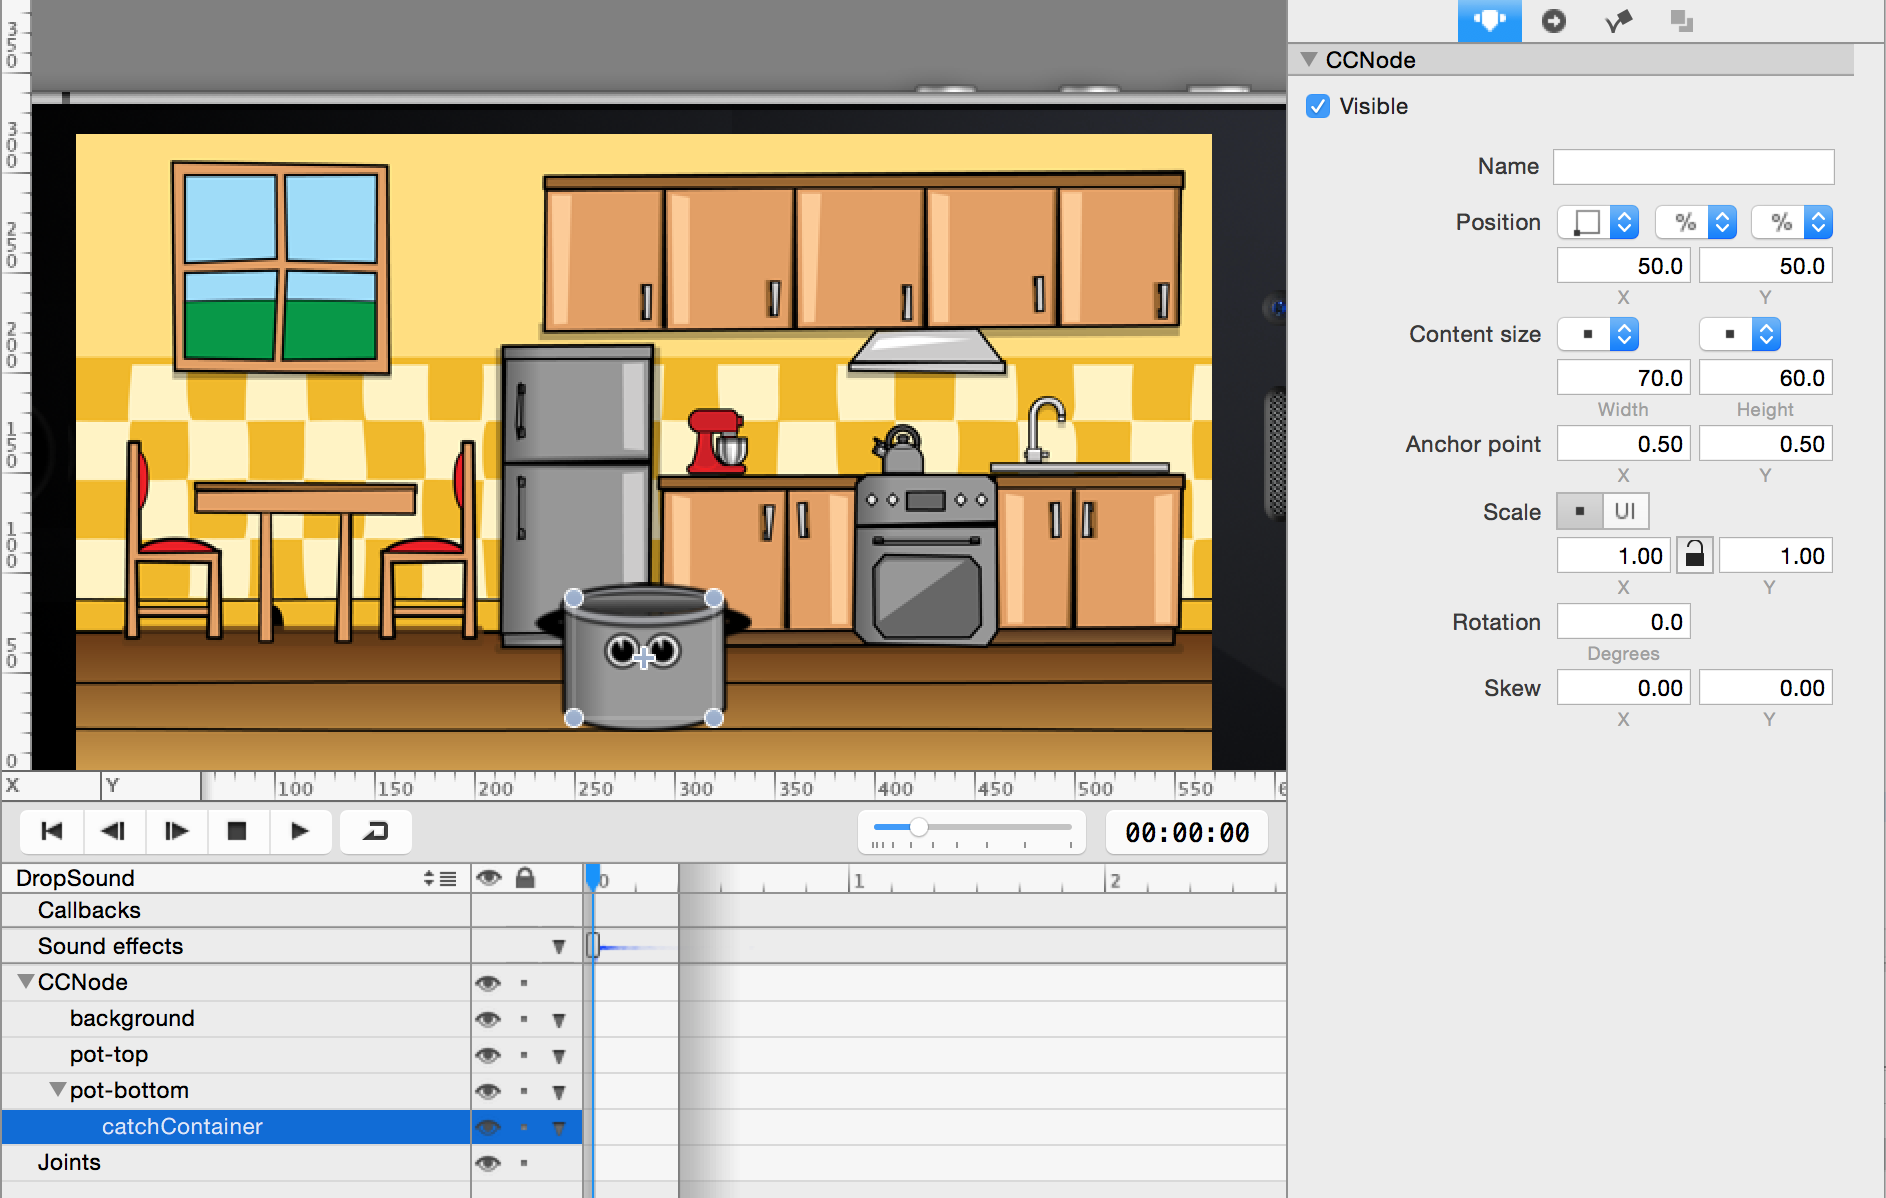 CCNode
Visible
Name
Position % %
50.0 50.0
X Y
Content size
70.0 60.0
Width Height
Anchor point 0.50 0.50
X Y
Scale UI
1.00 1.00
X Y
Rotation 0.0
Degrees
Skew 0.00 0.00
X Y
350
300
250
200
150
100
50
0
X Y 100 150 200 250 300 350 400 450 500 550 6
00:00:00
DropSound 0 1 2
Callbacks
Sound effects
CCNode
background
pot-top
pot-bottom
catchContainer
Joints